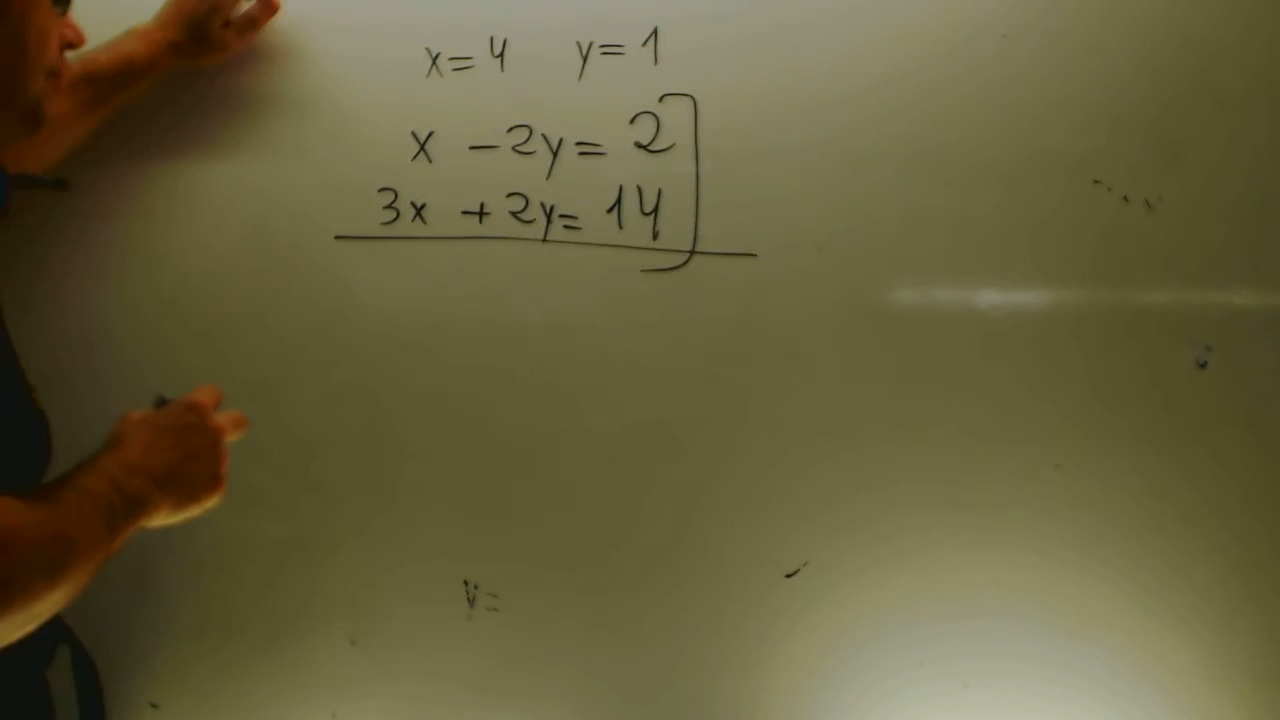 x=4 y=1
x -2y= 2
3x +2y= 14
y=